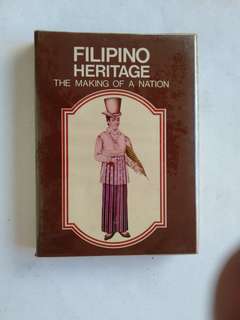 FILIPINO
HERITAGE
THE MAKING OF A NATION